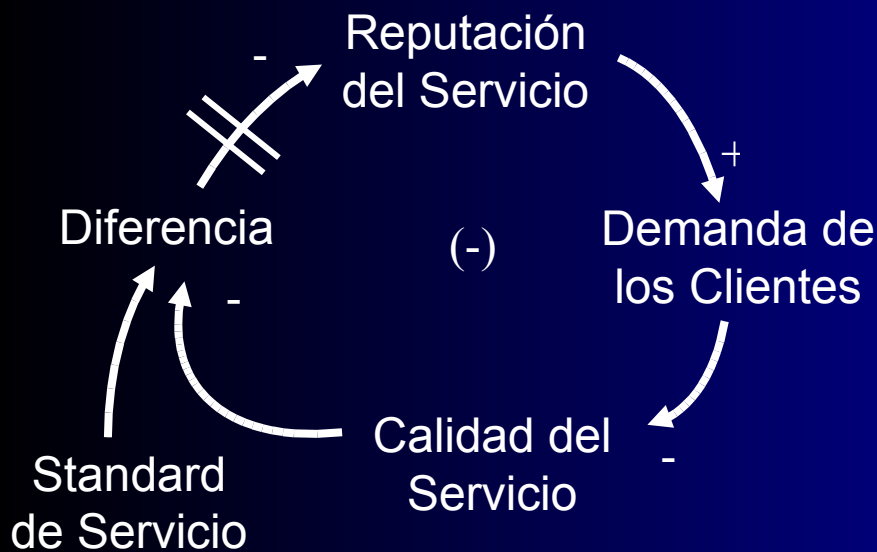 -
Reputación
del Servicio
+
Diferencia
(-)
Demanda de
los Clientes
-
Calidad del
Servicio
-
Standard
de Servicio